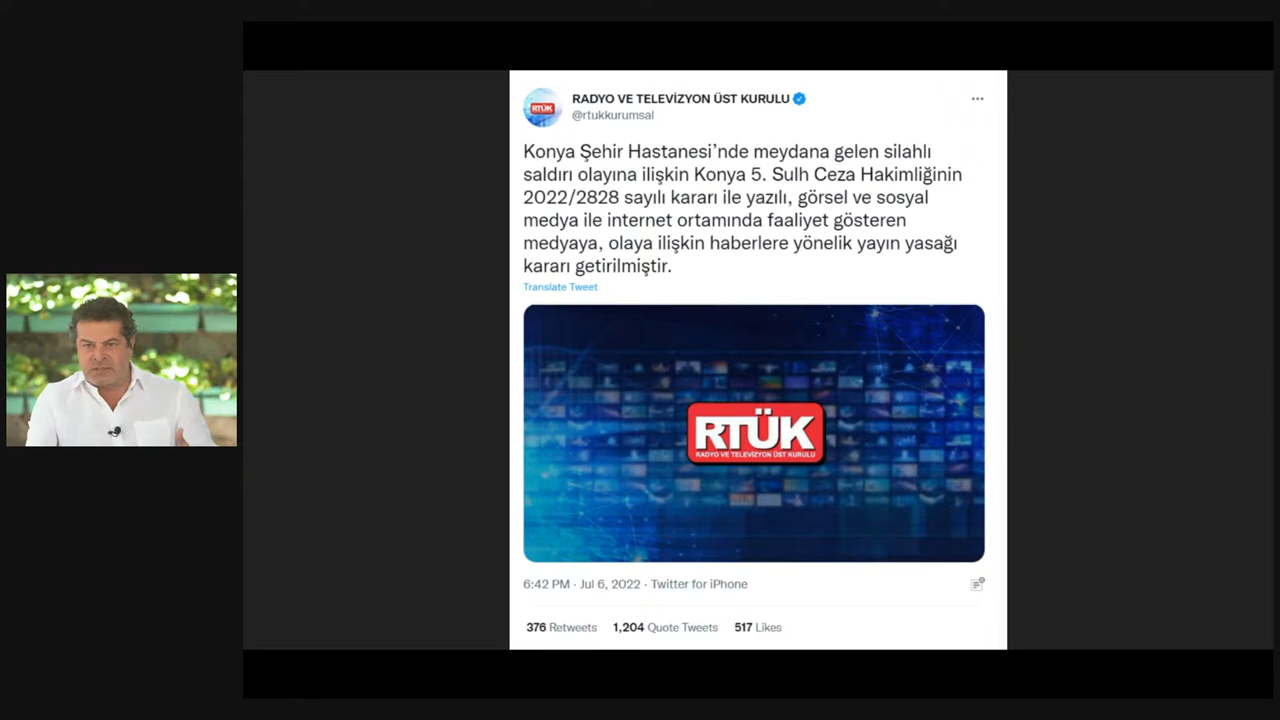 RADYO VE TELEVİZYON ÜST KURULU
@rtukkurumsal
Konya Şehir Hastanesi’nde meydana gelen silahlı
saldırı olayına ilişkin Konya 5. Sulh Ceza Hakimliğinin
2022/2828 sayılı kararı ile yazılı, görsel ve sosyal
medya ile internet ortamında faaliyet gösteren
medyaya, olaya ilişkin haberlere yönelik yayın yasağı
kararı getirilmiştir.
Translate Tweet
RTÜK
RADYO VE TELEVİZYON ÜST KURULU
6:42 PM · Jul 6, 2022 · Twitter for iPhone
376 Retweets 1,204 Quote Tweets 517 Likes
RTÜK